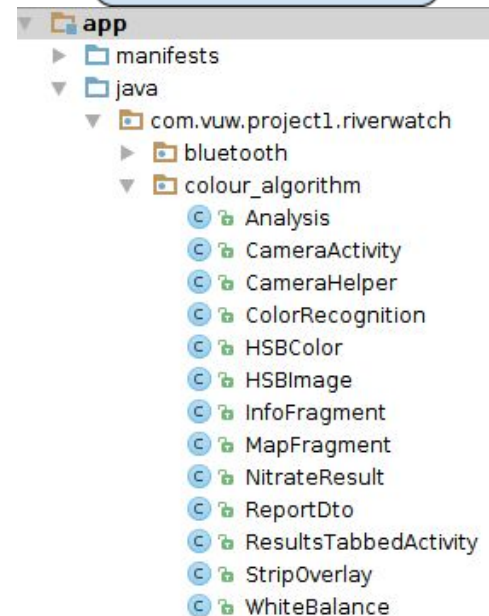 app
manifests
java
com.vuw.project1.riverwatch
bluetooth
colour_algorithm
C Analysis
C CameraActivity
C CameraHelper
C ColorRecognition
C HSBColor
C HSBImage
C InfoFragment
C MapFragment
C NitrateResult
C ReportDto
C ResultsTabbedActivity
C StripOverlay
C WhiteBalance